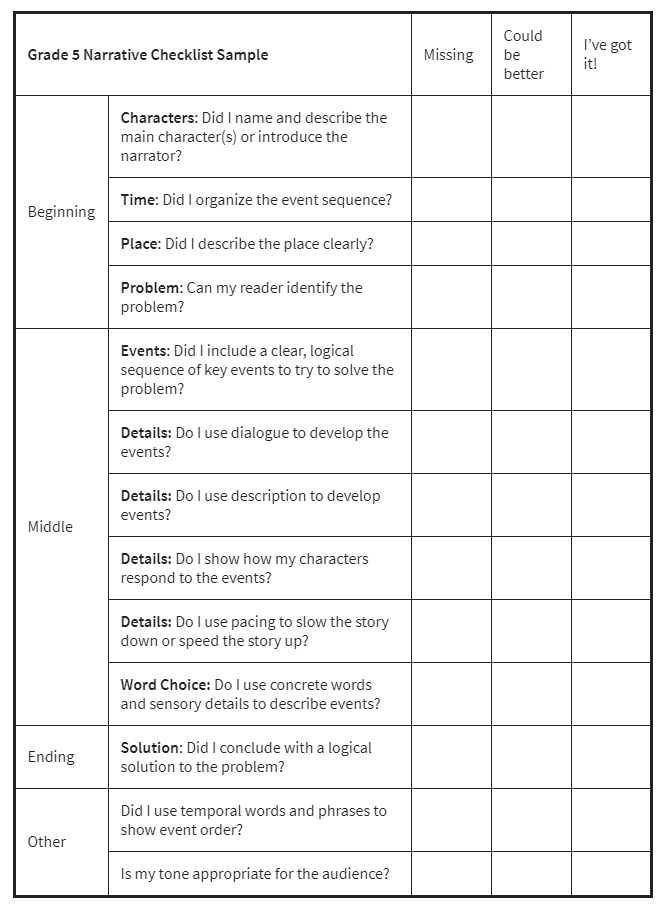 Grade 5 Narrative Checklist Sample
Missing
Could
be
better
I’ve got
it!
Beginning
Characters: Did I name and describe the
main character(s) or introduce the
narrator?
Time: Did I organize the event sequence?
Place: Did I describe the place clearly?
Problem: Can my reader identify the
problem?
Middle
Events: Did I include a clear, logical
sequence of key events to try to solve the
problem?
Details: Do I use dialogue to develop the
events?
Details: Do I use description to develop
events?
Details: Do I show how my characters
respond to the events?
Details: Do I use pacing to slow the story
down or speed the story up?
Word Choice: Do I use concrete words
and sensory details to describe events?
Ending
Solution: Did I conclude with a logical
solution to the problem?
Other
Did I use temporal words and phrases to
show event order?
Is my tone appropriate for the audience?